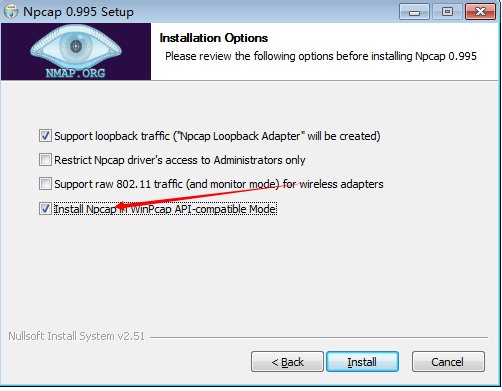 Npcap 0.995 Setup
NMAP.ORG
Installation Options
Please review the following options before installing Npcap 0.995
Support loopback traffic ("Npcap Loopback Adapter" will be created)
Restrict Npcap driver's access to Administrators only
Support raw 802.11 traffic (and monitor mode) for wireless adapters
Install Npcap in WinPcap API-compatible Mode
Nullsoft Install System v2.51
< Back
Install
Cancel